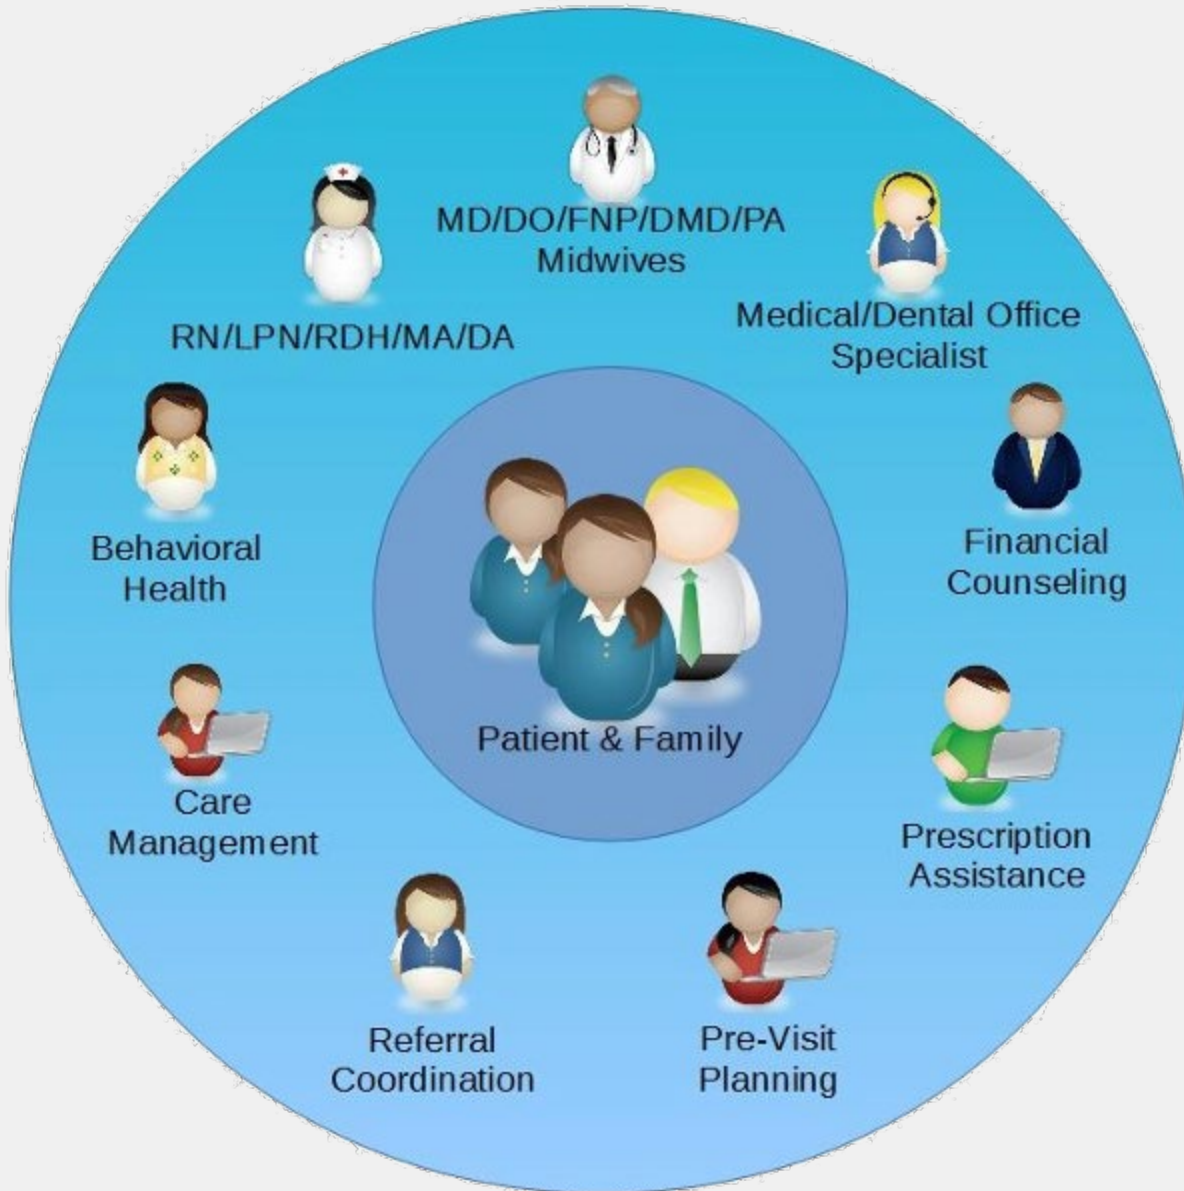 MD/DO/FNP/DMD/PA
Midwives
RN/LPN/RDH/MA/DA
Medical/Dental Office
Specialist
Behavioral
Health
Financial
Counseling
Patient & Family
Care
Management
Prescription
Assistance
Referral
Coordination
Pre-Visit
Planning